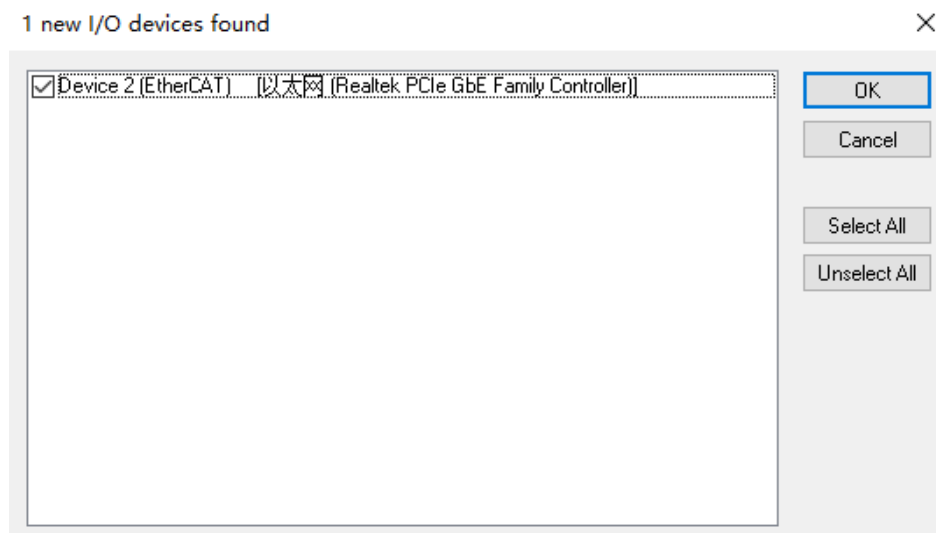 1 new I/O devices found
Device 2 (EtherCAT) [以太网 (Realtek PCIe GbE Family Controller)]
OK
Cancel
Select All
Unselect All